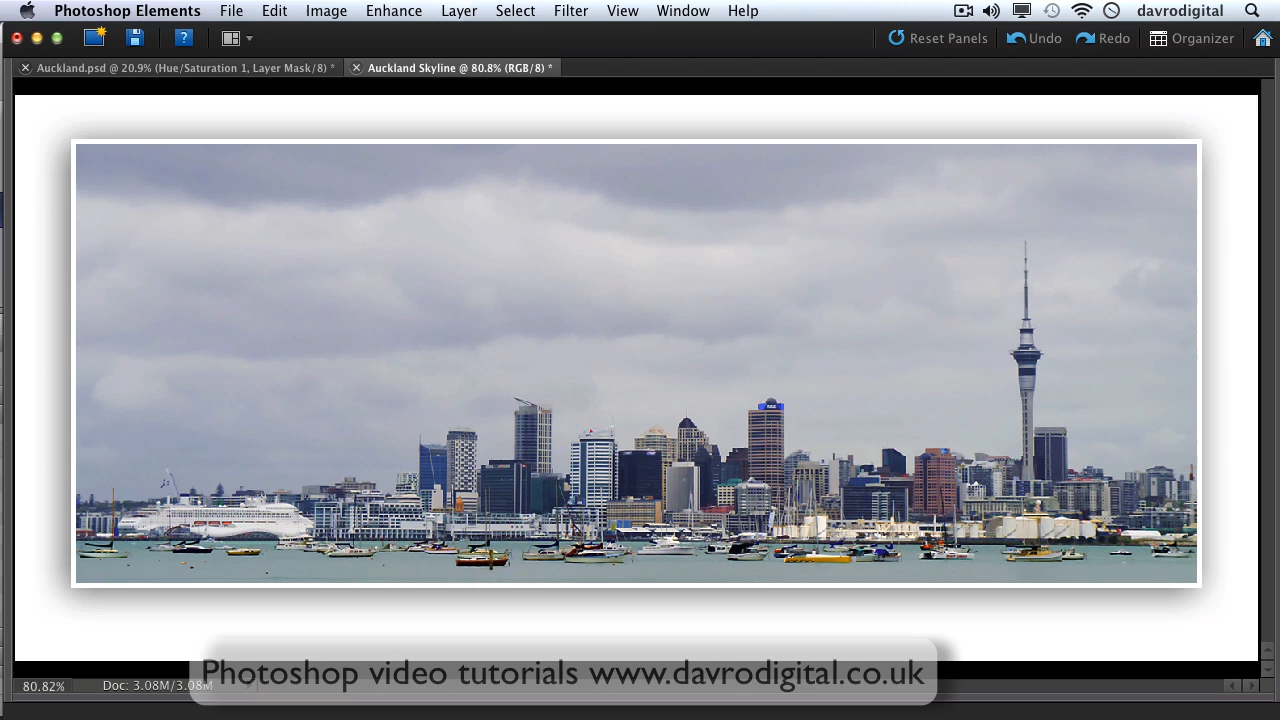 Photoshop Elements File Edit Image Enhance Layer Select Filter View Window Help davrodigital
? Reset Panels Undo Redo Organizer
Auckland.psd @ 20.9% (Hue/Saturation 1, Layer Mask/8) * Auckland Skyline @ 80.8% (RGB/8) *
Photoshop video tutorials www.davrodigital.co.uk
80.82% Doc: 3.08M/3.08M